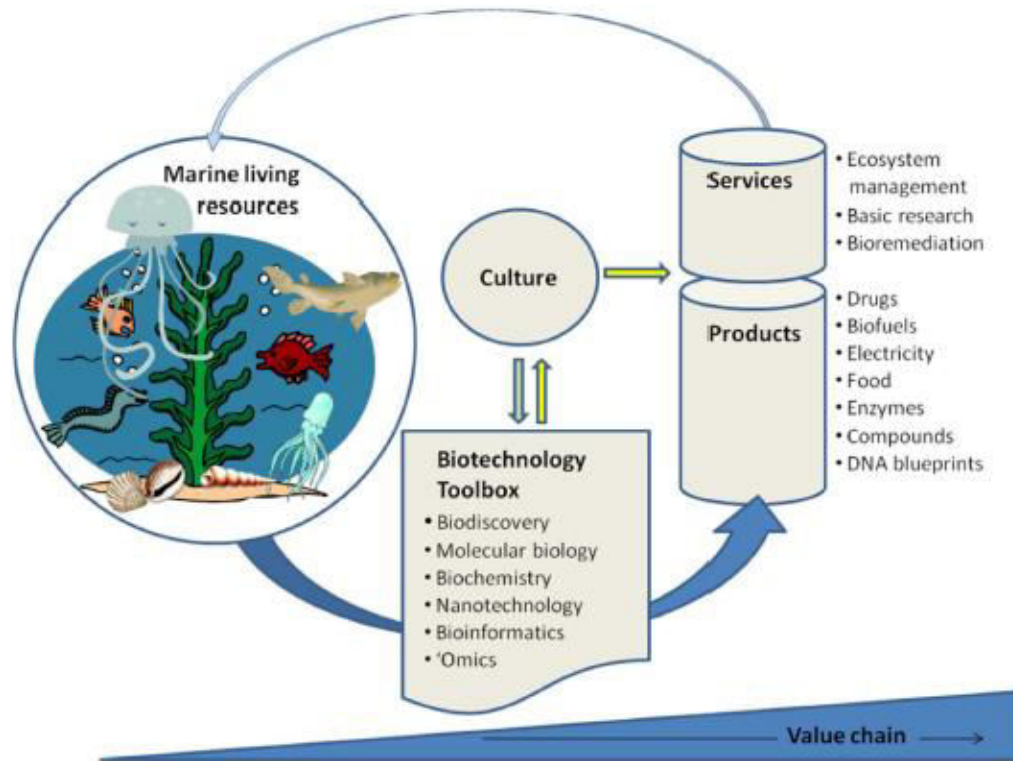 Marine living
resources
Culture
Biotechnology
Toolbox
• Biodiscovery
• Molecular biology
• Biochemistry
• Nanotechnology
• Bioinformatics
• 'Omics
Services
• Ecosystem
management
• Basic research
• Bioremediation
Products
• Drugs
• Biofuels
• Electricity
• Food
• Enzymes
• Compounds
• DNA blueprints
Value chain